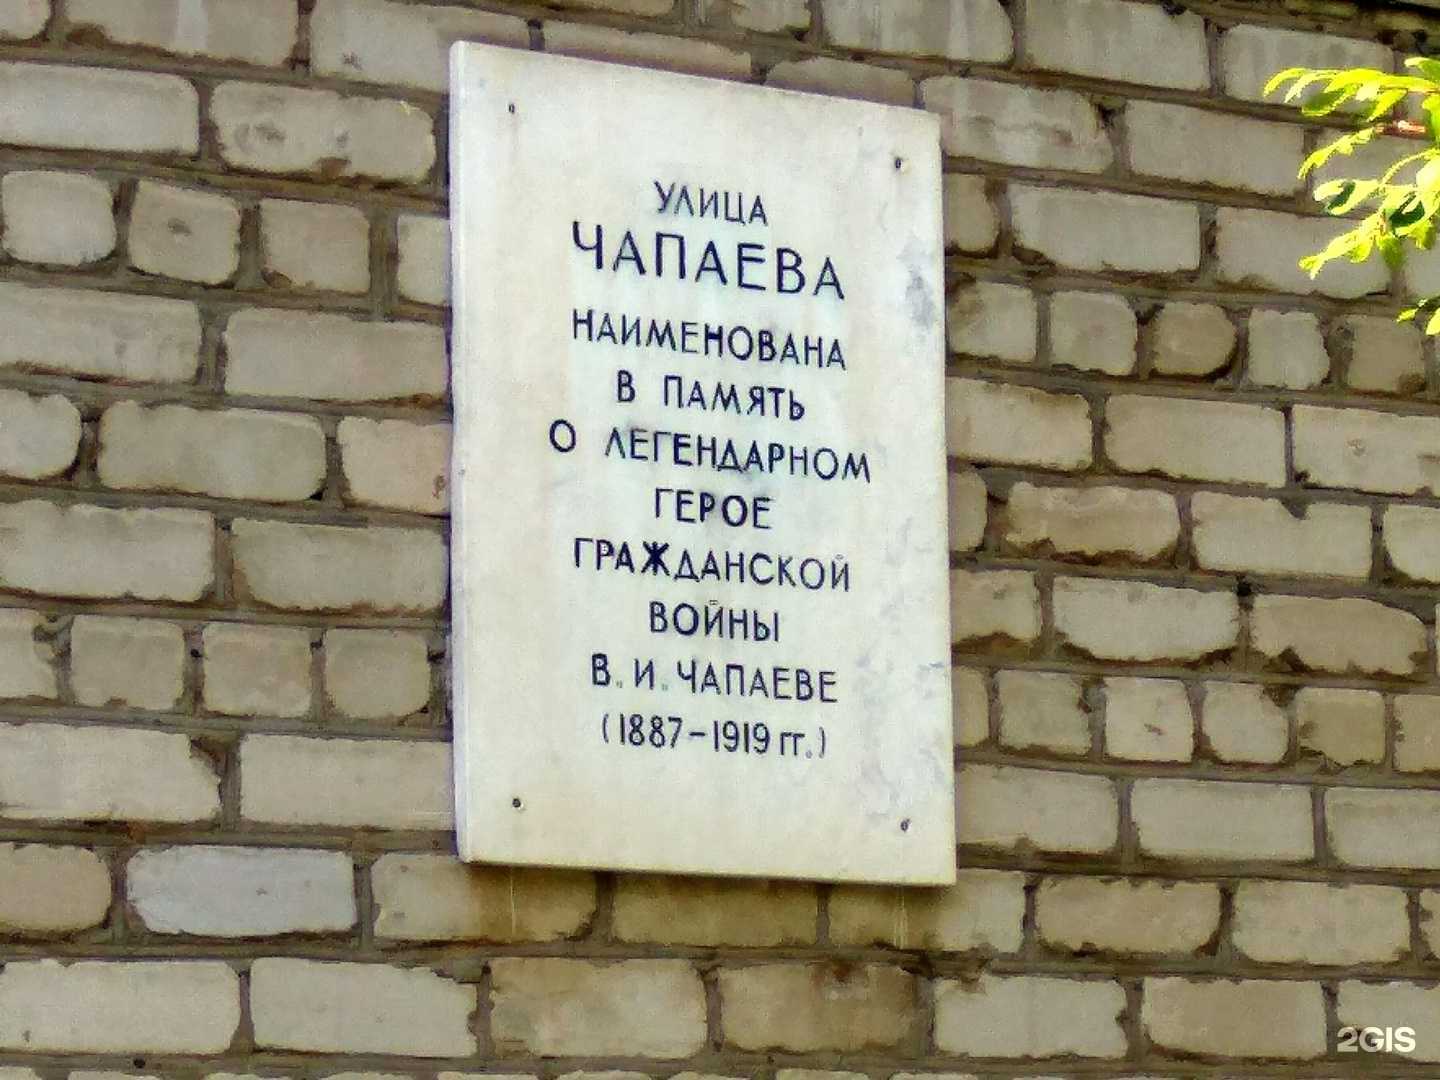 УЛИЦА
ЧАПАЕВА
НАИМЕНОВАНА
В ПАМЯТЬ
О ЛЕГЕНДАРНОМ
ГЕРОЕ
ГРАЖДАНСКОЙ
ВОЙНЫ
В. И. ЧАПАЕВЕ
(1887-1919 гг.)
2GIS